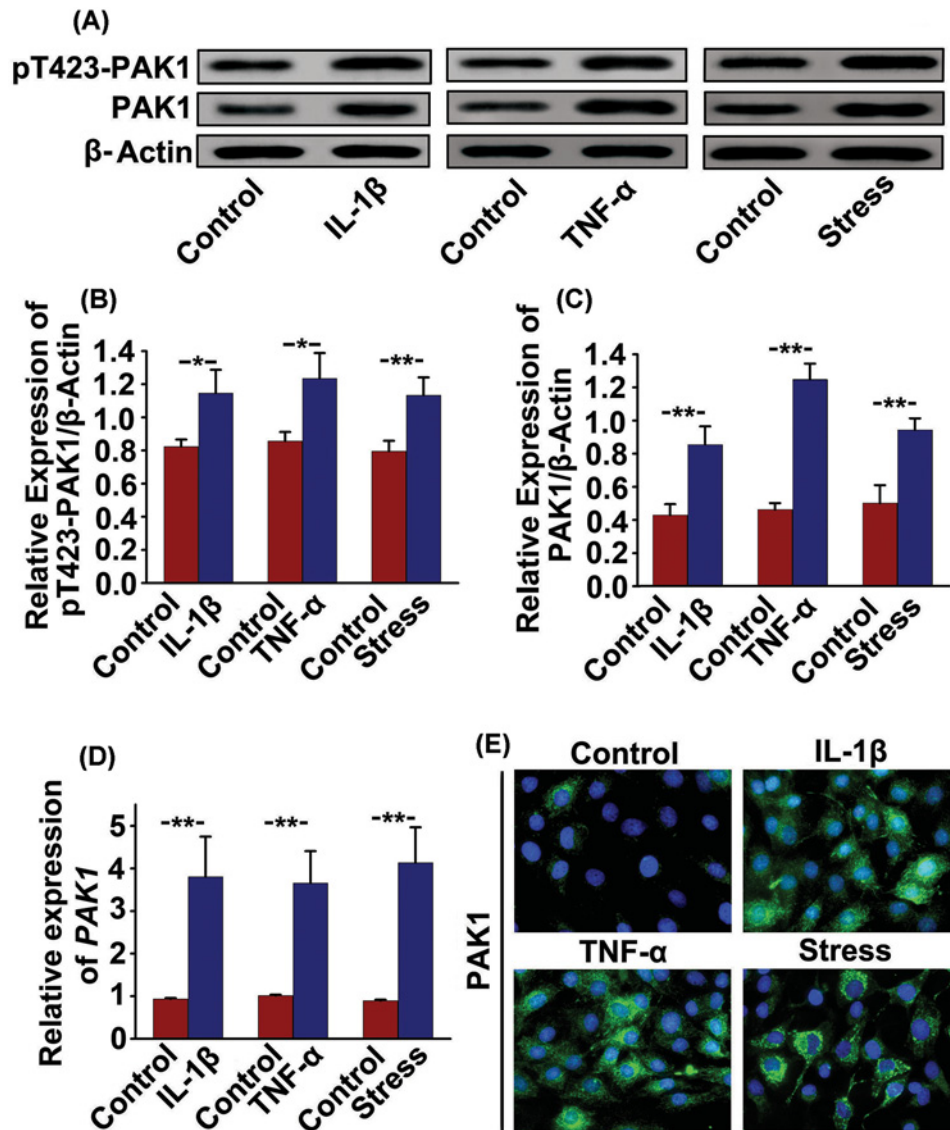 (A)
pT423-PAK1
PAK1
β-Actin
Control IL-1β Control TNF-α Control Stress
(B)
Relative Expression of
pT423-PAK1/β-Actin
1.4
1.2
1.0
0.8
0.6
0.4
0.2
0.0
-*- -*- -**-
Control IL-1β Control TNF-α Control Stress
(C)
Relative Expression of
PAK1/β-Actin
1.4
1.2
1.0
0.8
0.6
0.4
0.2
0.0
-**- -**- -**-
Control IL-1β Control TNF-α Control Stress
(D)
Relative expression
of PAK1
5
4
3
2
1
0
-**- -**- -**-
Control IL-1β Control TNF-α Control Stress
(E)
PAK1
Control IL-1β
TNF-α Stress